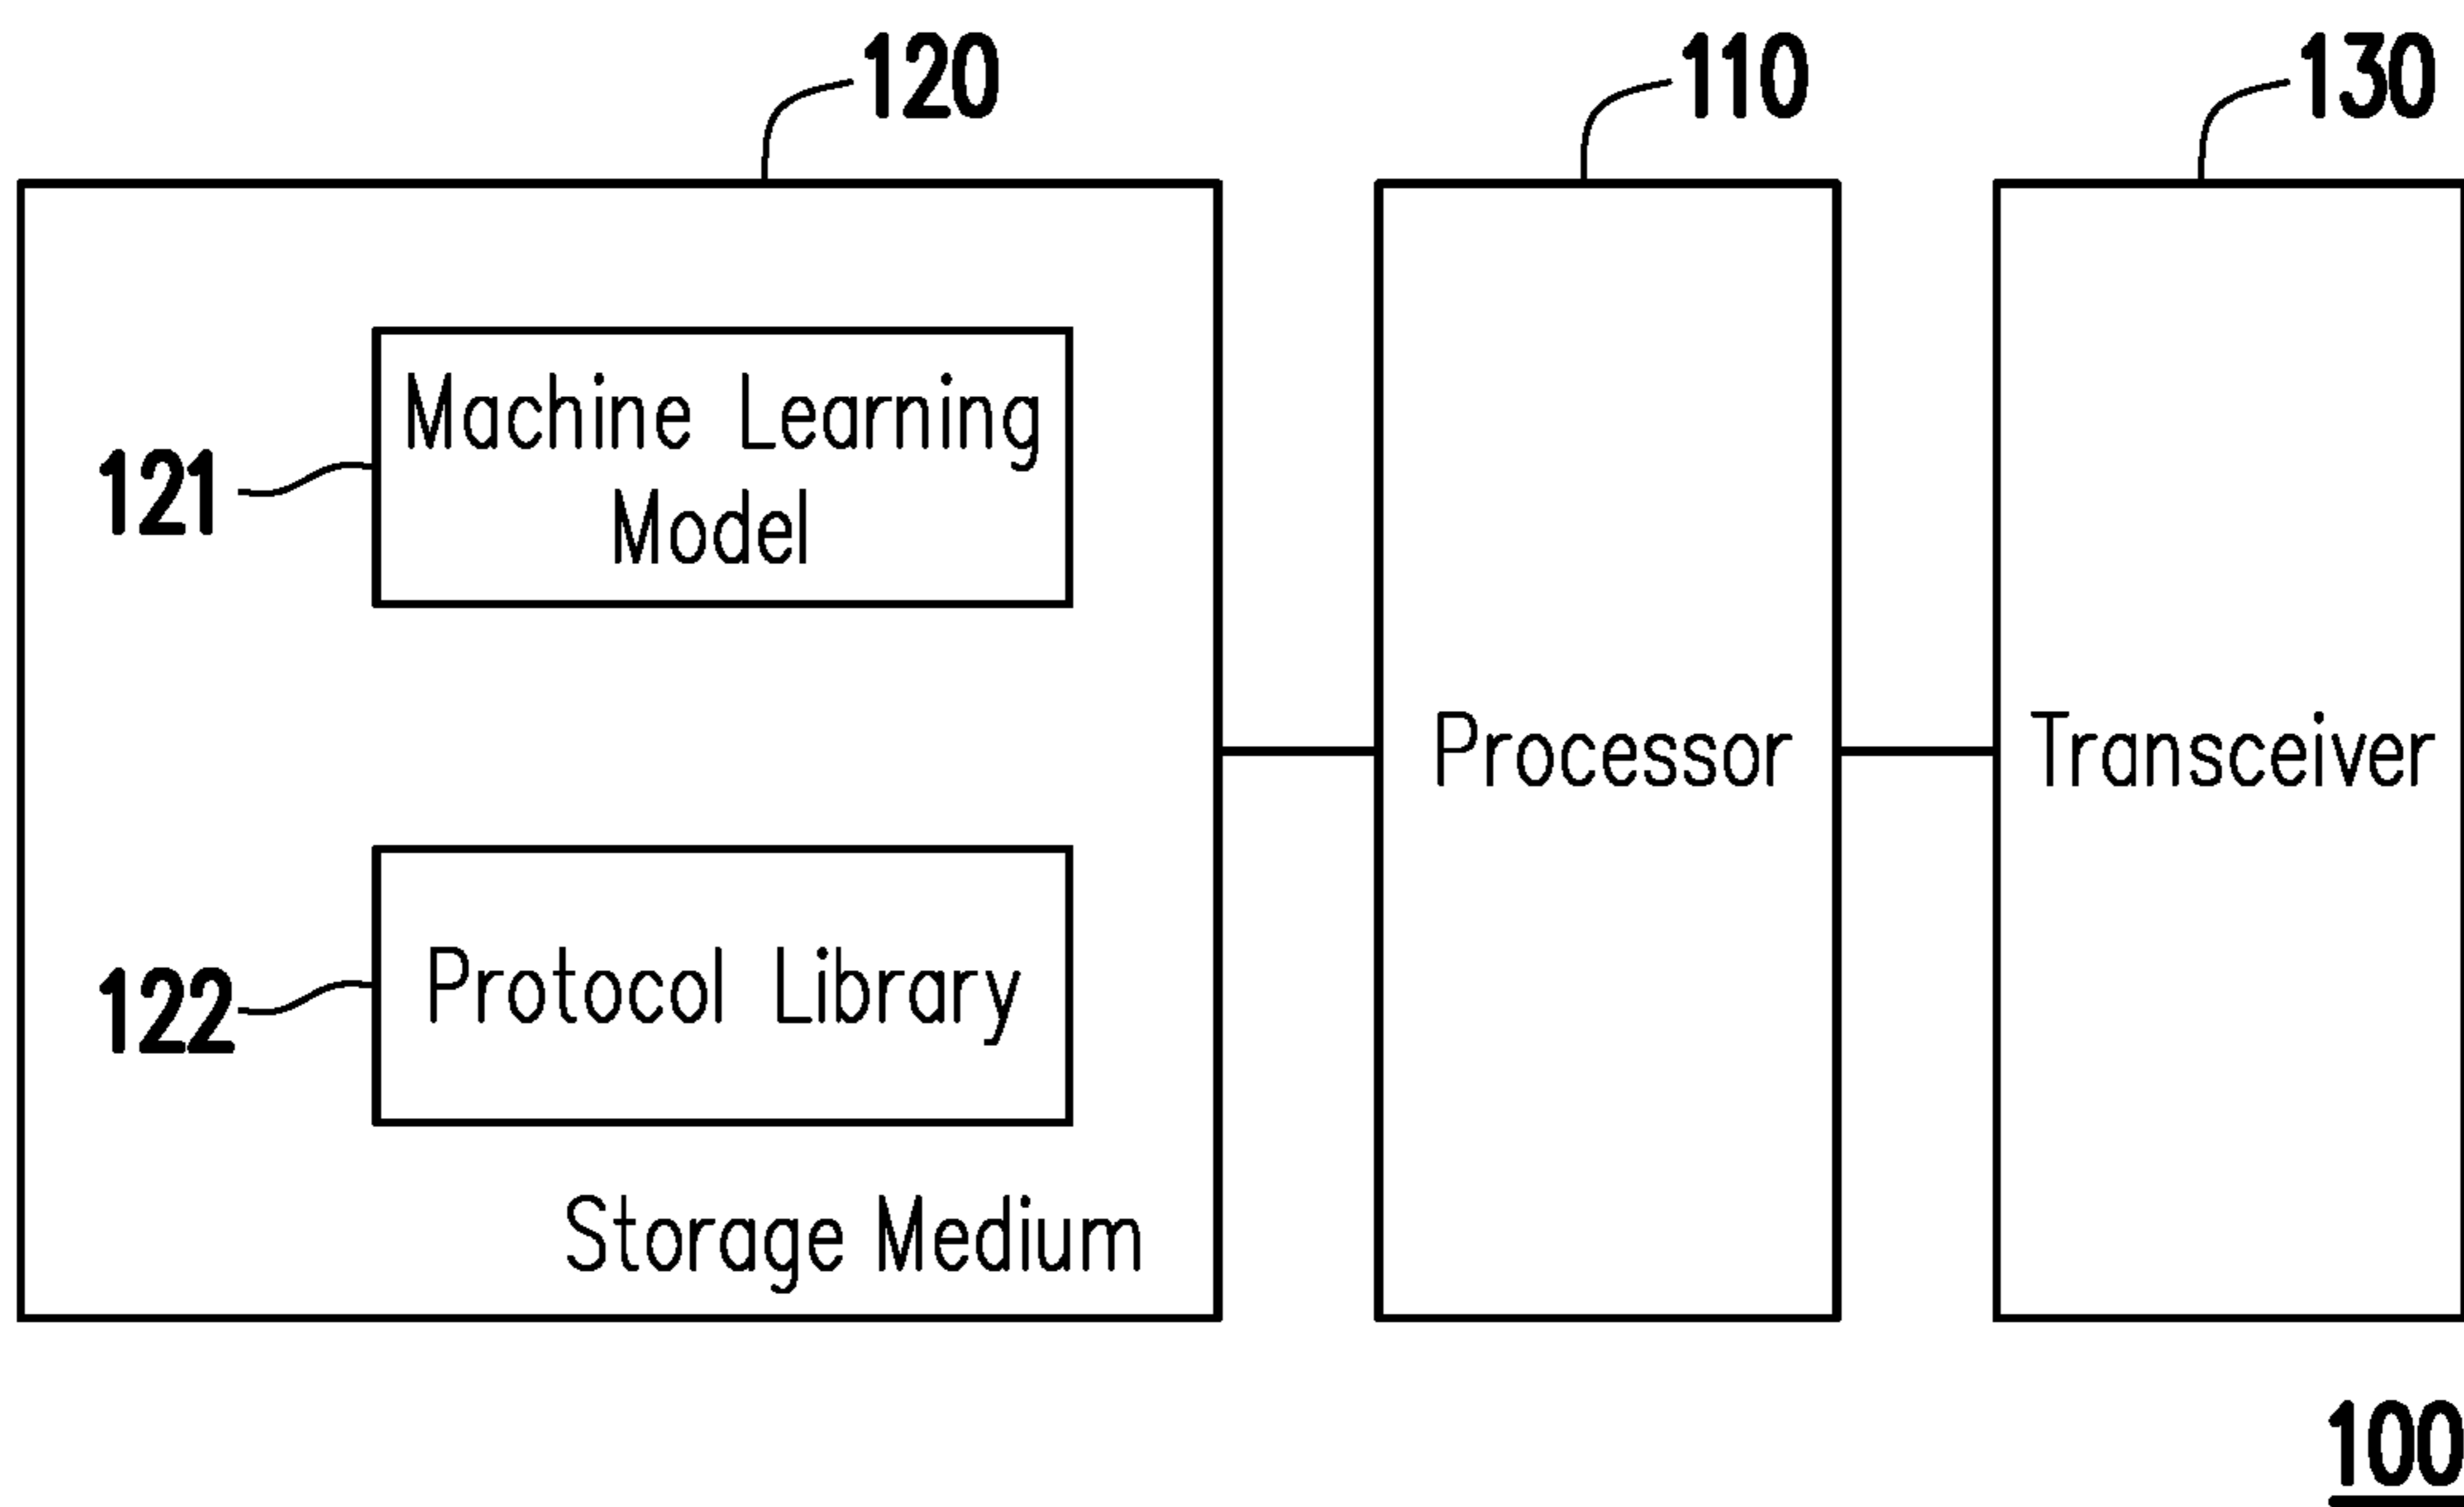 120
110
130
Machine Learning
Model
121
Processor
Transceiver
Protocol Library
122
Storage Medium
100